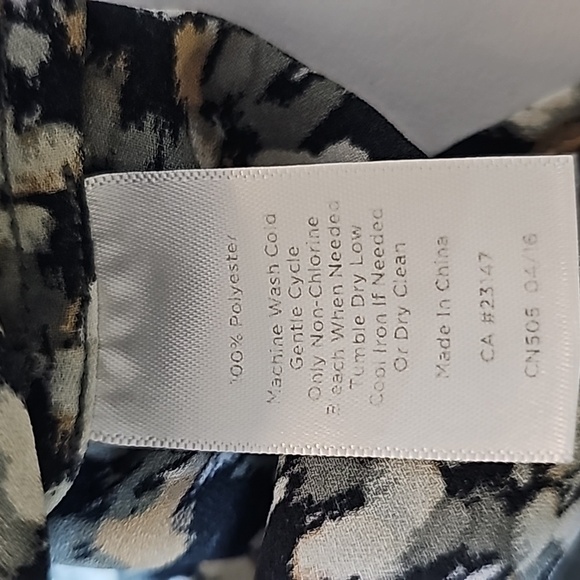 100% Polyester
Machine Wash Cold
Gentle Cycle
Only Non-Chlorine
Bleach When Needed
Tumble Dry Low
Cool Iron If Needed
Or Dry Clean
Made In China
CA #23147
CN505 04/16